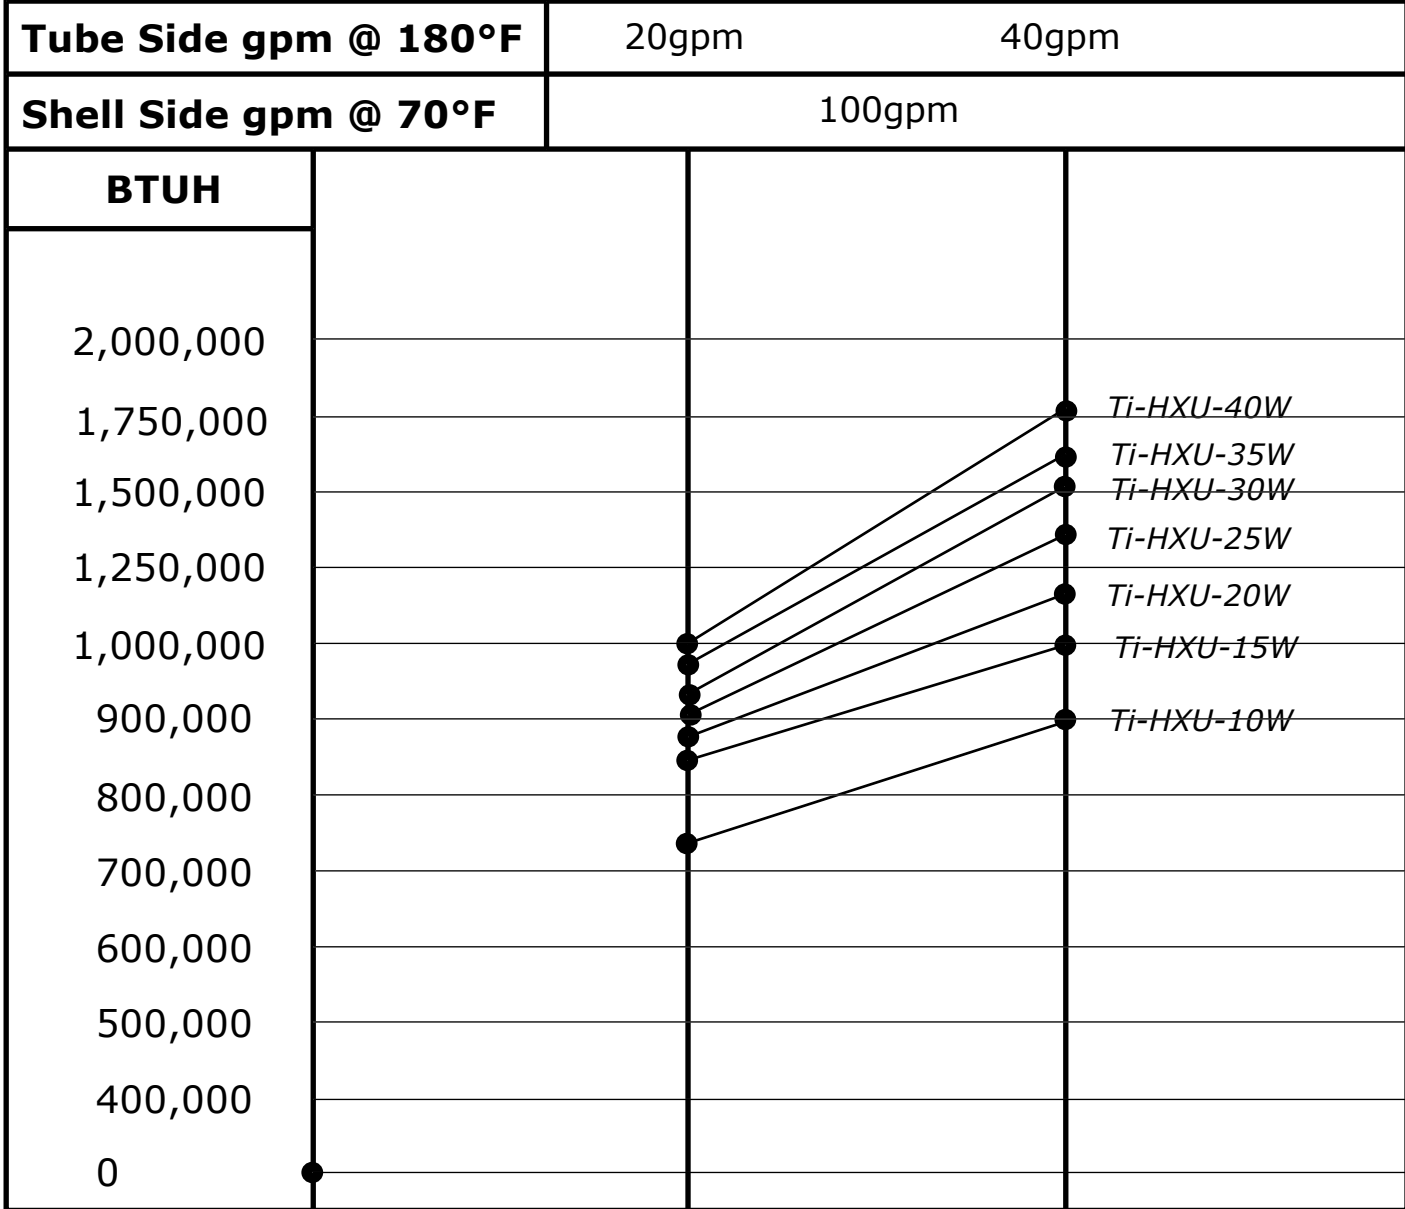 Tube Side gpm @ 180°F 20gpm 40gpm
Shell Side gpm @ 70°F 100gpm
BTUH
2,000,000
1,750,000 Ti-HXU-40W
Ti-HXU-35W
1,500,000 Ti-HXU-30W
Ti-HXU-25W
1,250,000
Ti-HXU-20W
1,000,000 Ti-HXU-15W
900,000 Ti-HXU-10W
800,000
700,000
600,000
500,000
400,000
0